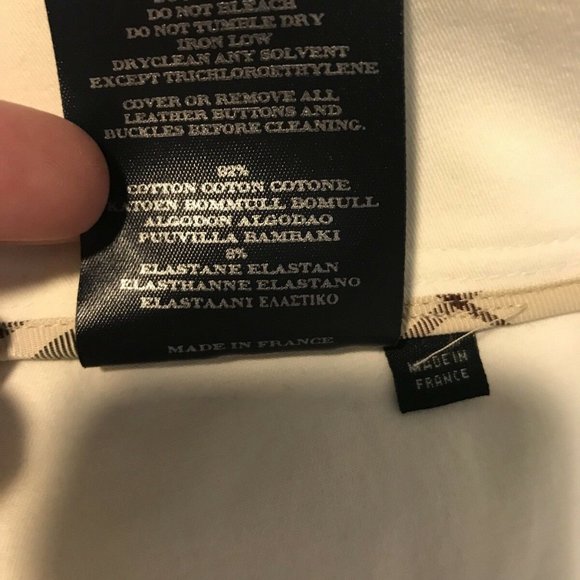 DO NOT BLEACH
DO NOT TUMBLE DRY
IRON LOW
DRYCLEAN ANY SOLVENT
EXCEPT TRICHLOROETHYLENE
COVER OR REMOVE ALL
LEATHER BUTTONS AND
BUCKLES BEFORE CLEANING.
92%
COTTON COTON COTONE
KATOEN BOMMULL BOMULL
ALGODON ALGODAO
PUUVILLA BAMBAKI
8%
ELASTANE ELASTAN
ELASTHANNE ELASTANO
ELASTAANI ΕΛΑΣΤΙΚΟ
MADE IN FRANCE
MADE IN
FRANCE